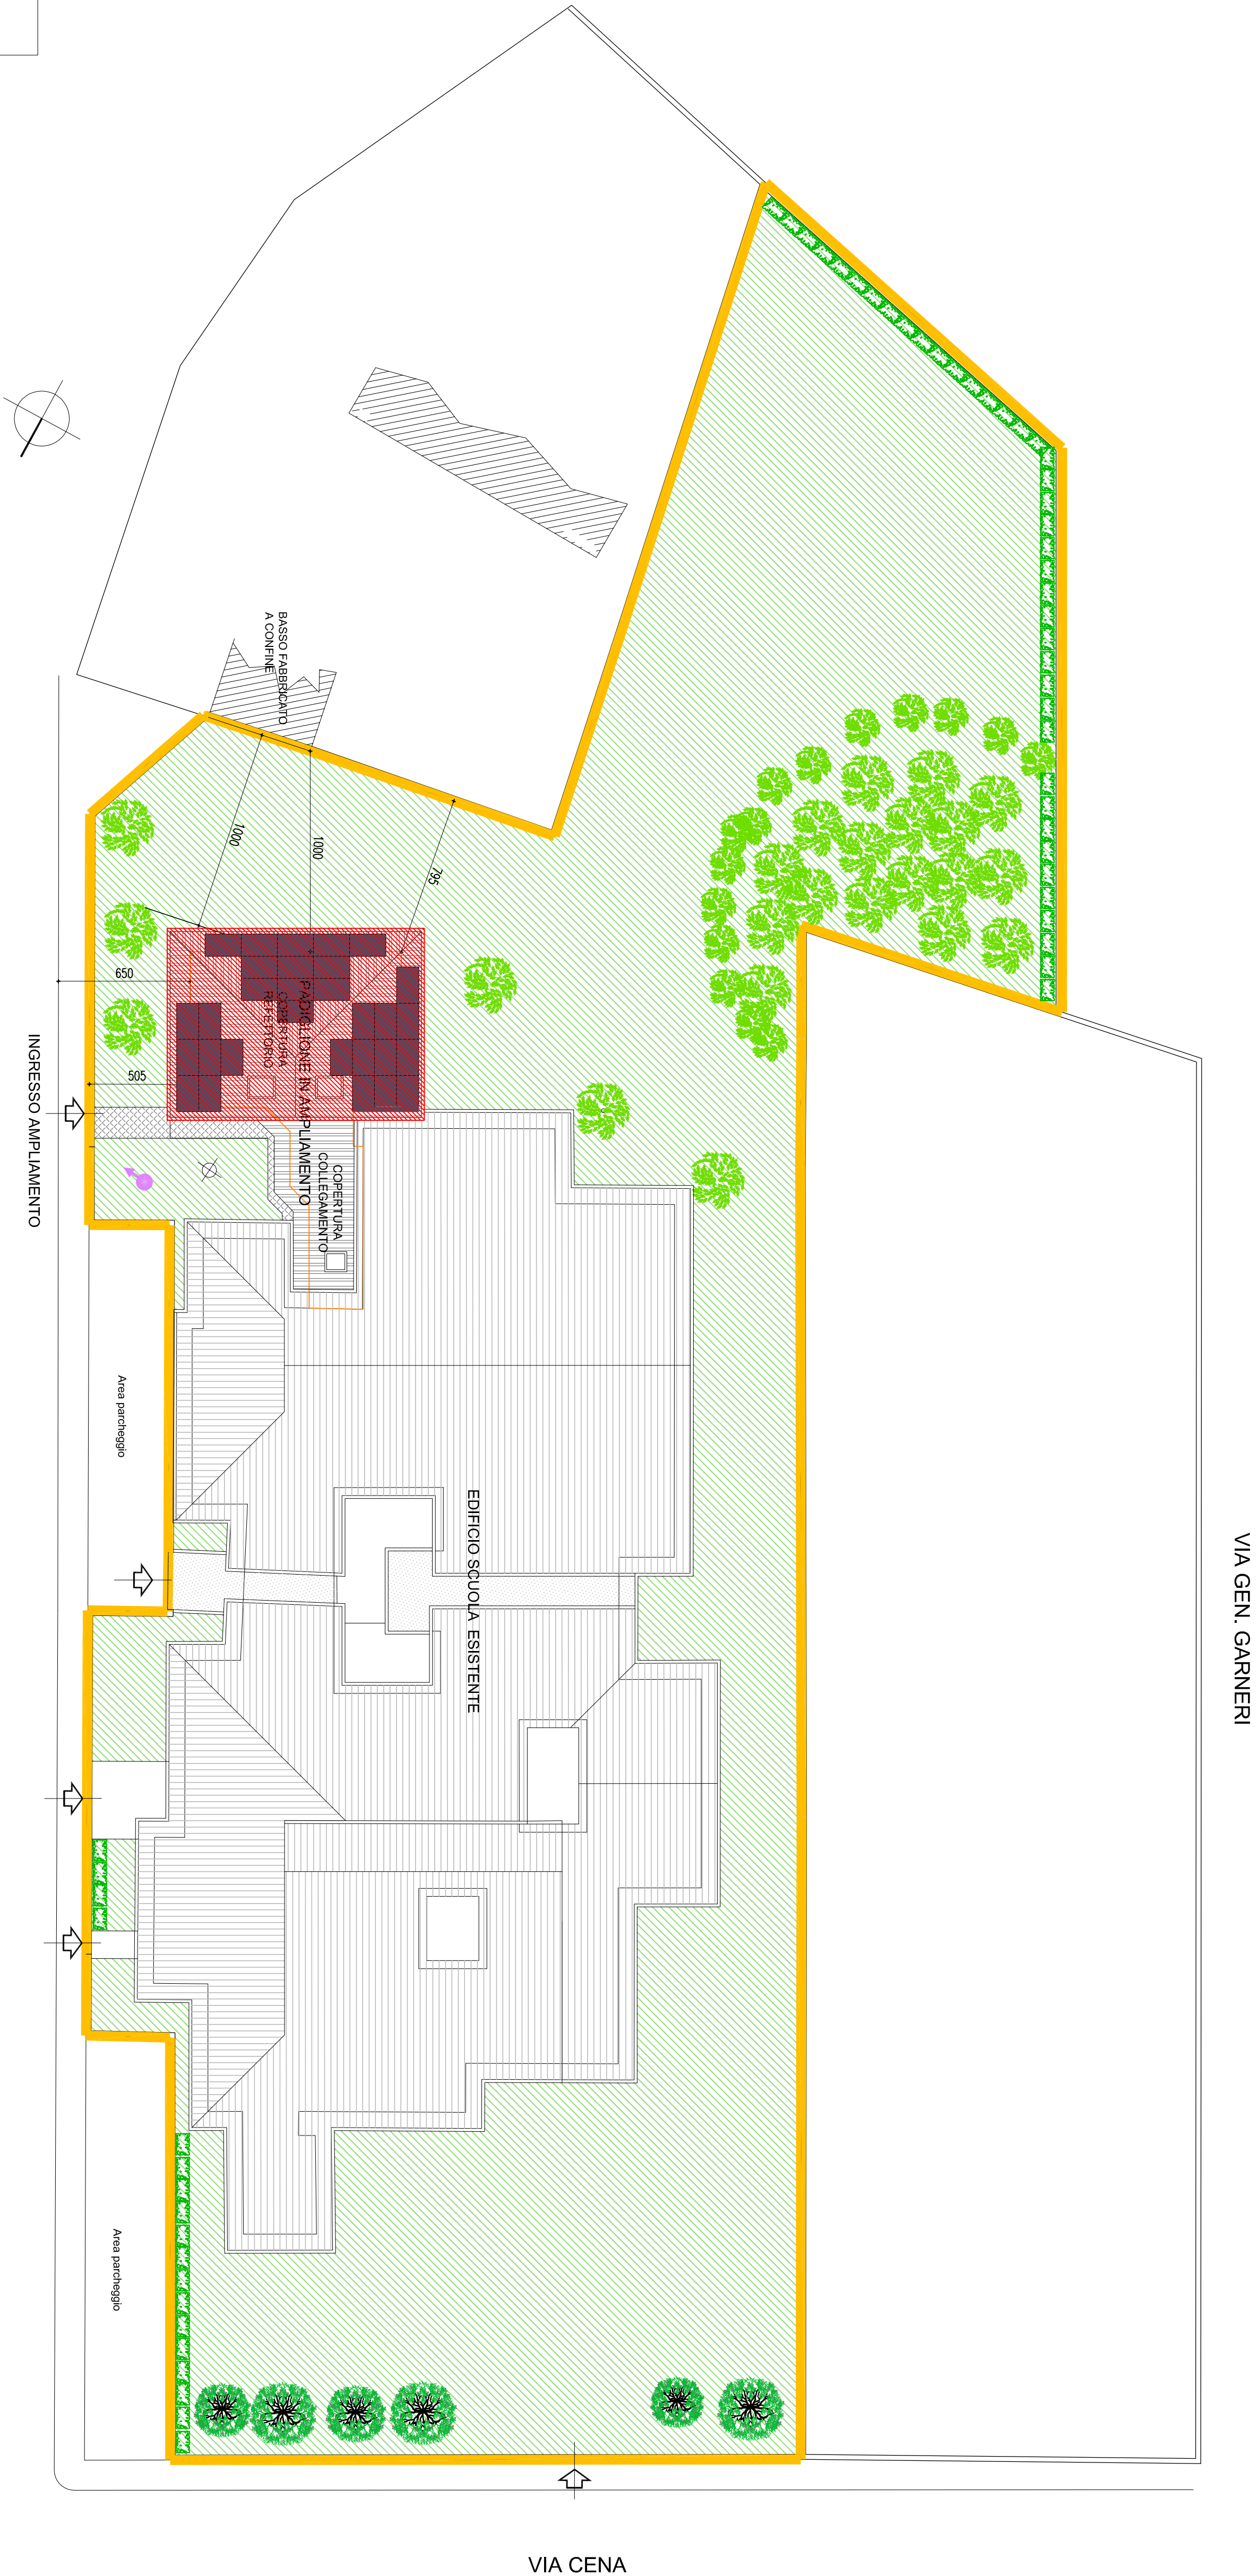 BASSO FABBRICATO
A CONFINE
1000
1000
795
650
505
PADIGLIONE IN AMPLIAMENTO
COPERTURA
REFETTORIO
COPERTURA
COLLEGAMENTO
INGRESSO AMPLIAMENTO
Area parcheggio
EDIFICIO SCUOLA ESISTENTE
VIA GEN. GARNERI
Area parcheggio
VIA CENA